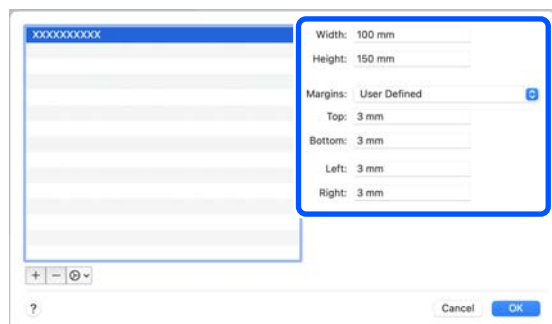 XXXXXXXXXX
Width: 100 mm
Height: 150 mm
Margins: User Defined
Top: 3 mm
Bottom: 3 mm
Left: 3 mm
Right: 3 mm
+ −
? Cancel OK